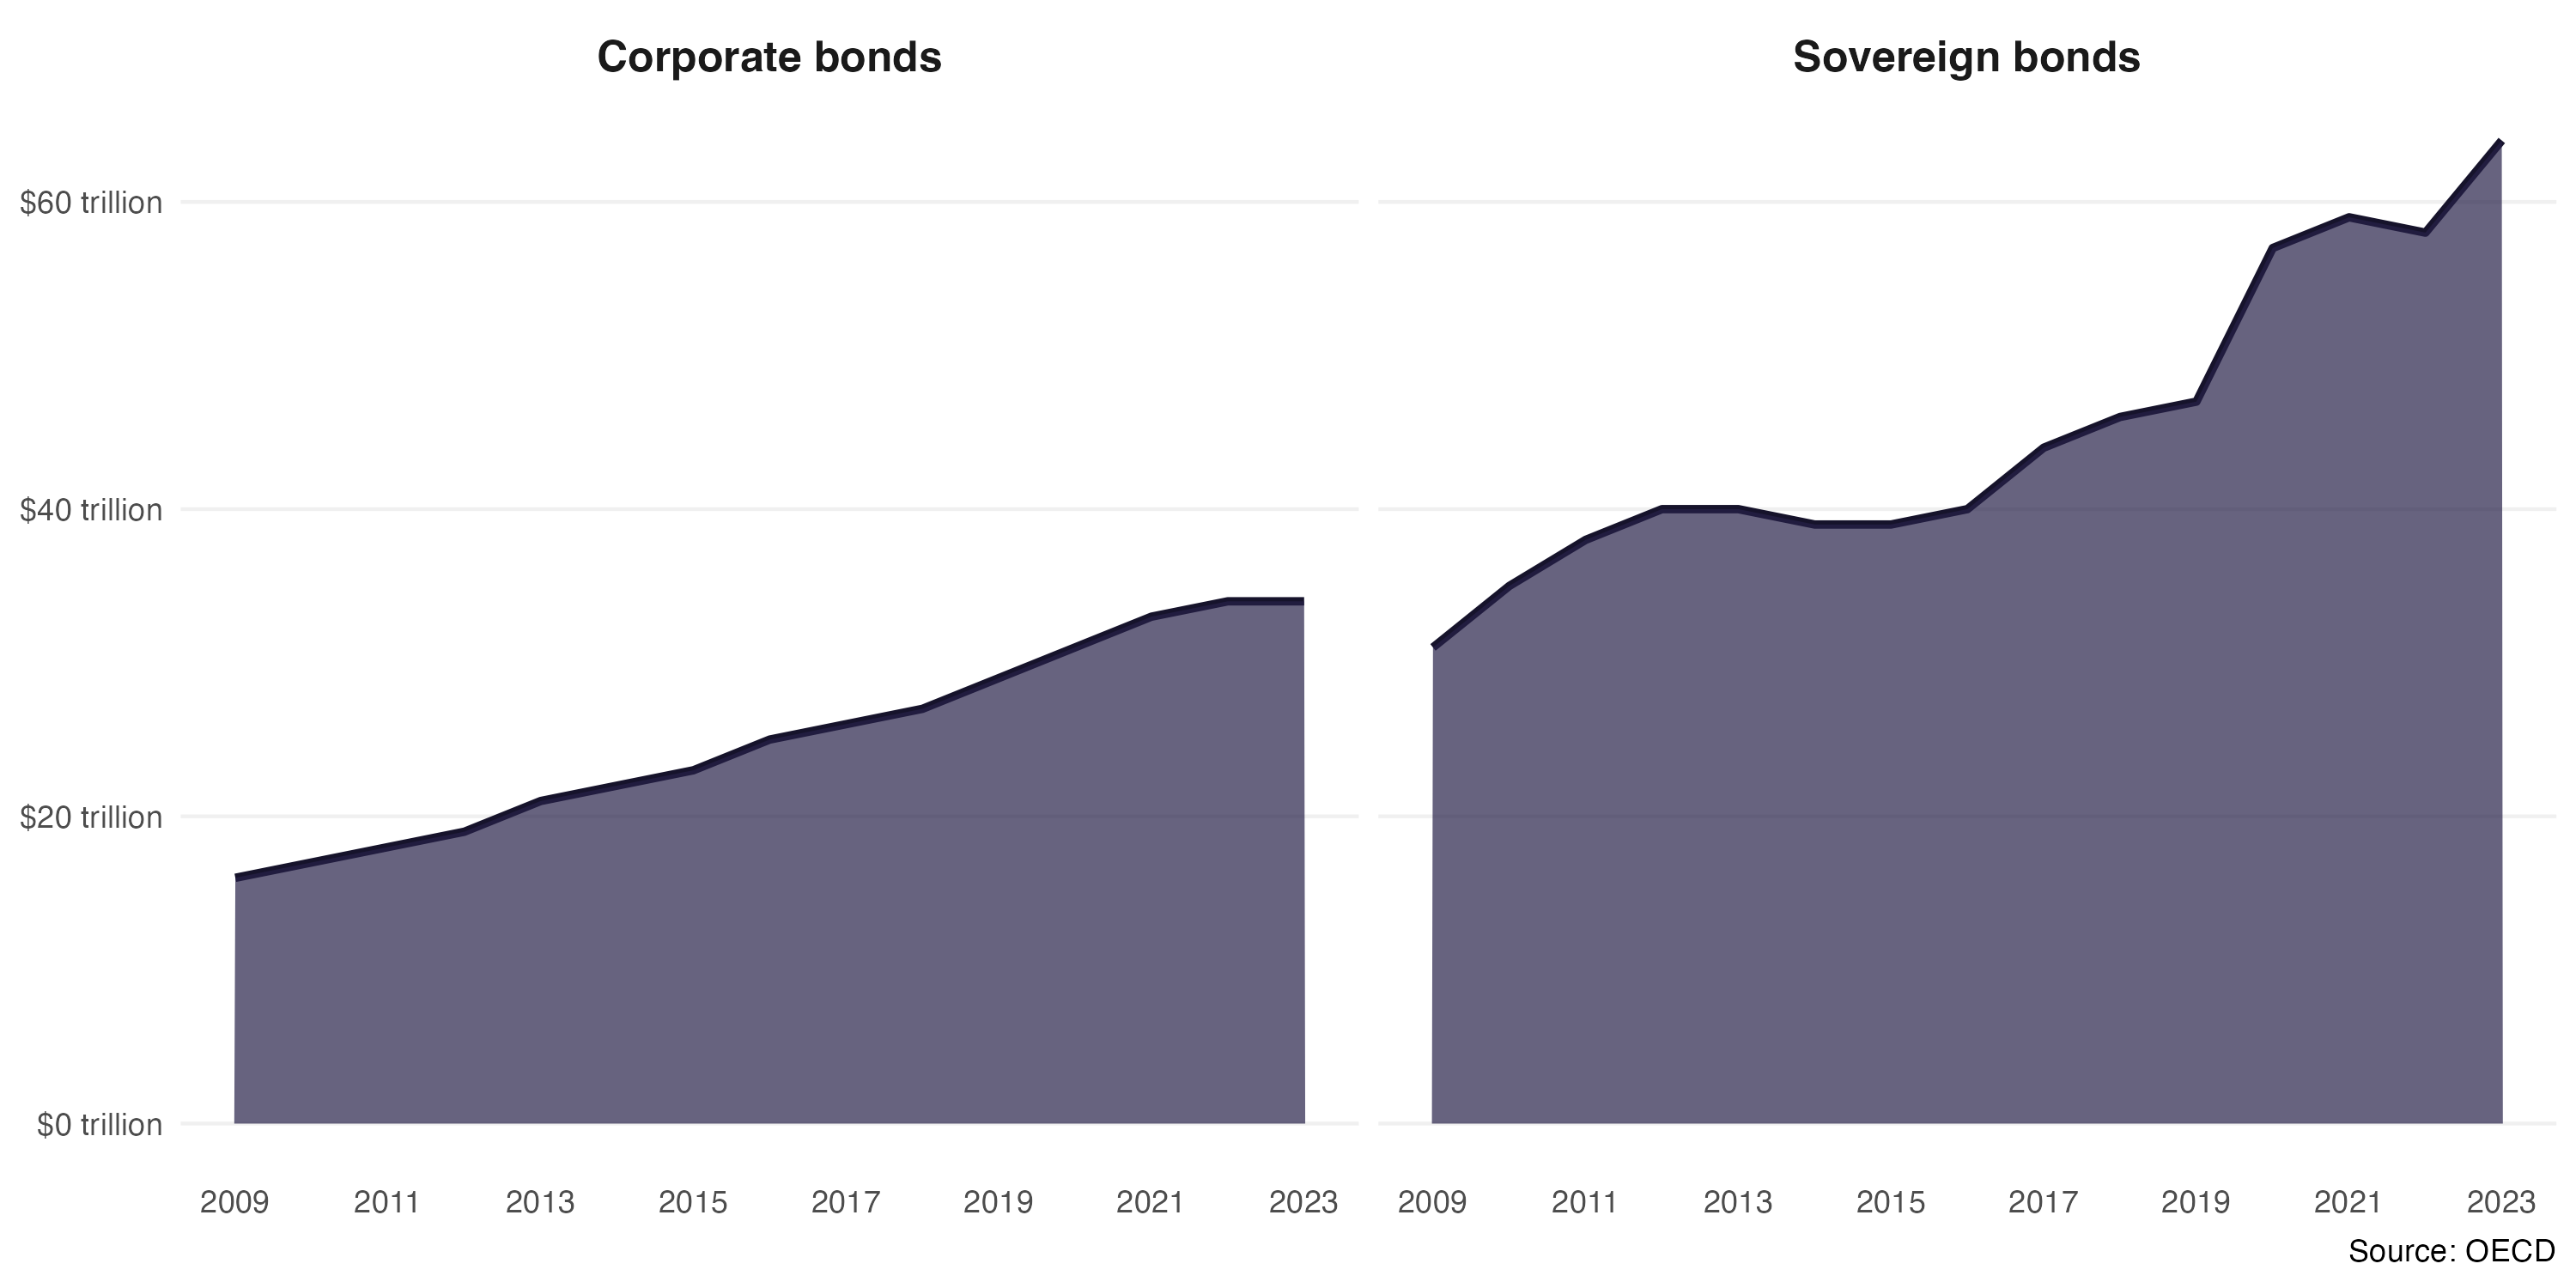 Corporate bonds
Sovereign bonds
$60 trillion
$40 trillion
$20 trillion
$0 trillion
2009 2011 2013 2015 2017 2019 2021 2023
2009 2011 2013 2015 2017 2019 2021 2023
Source: OECD